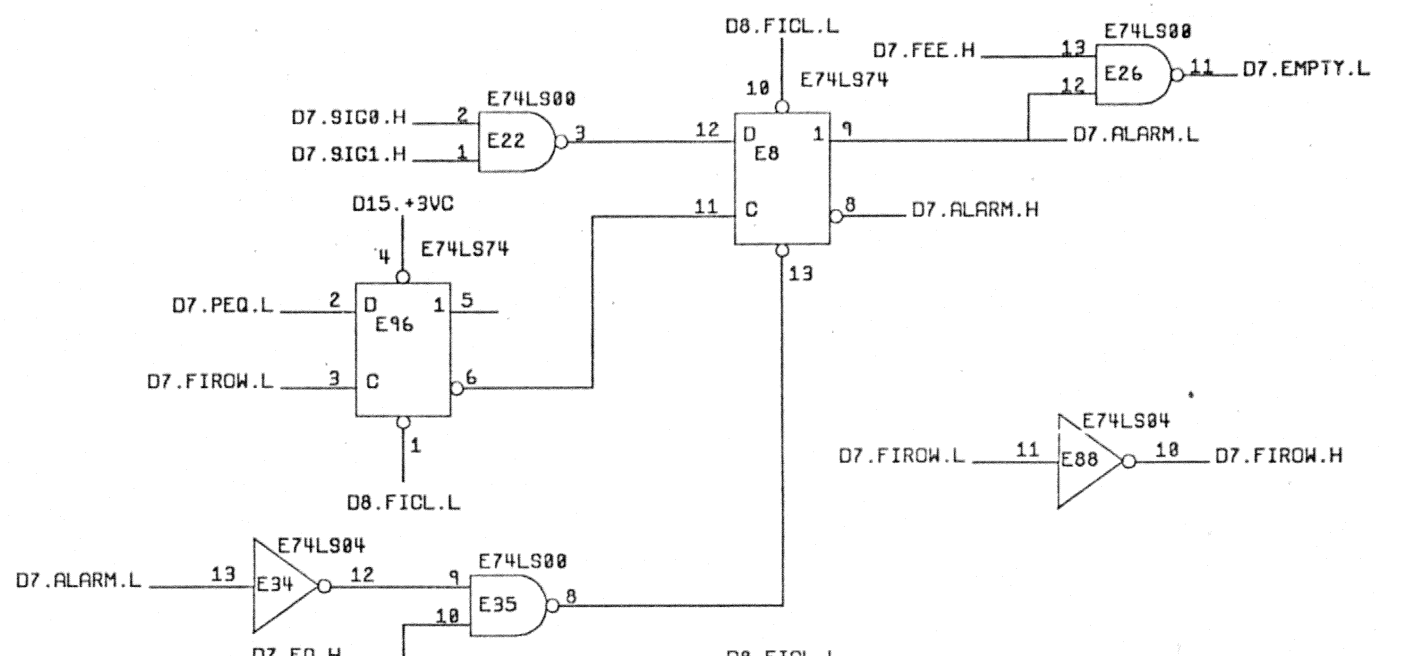 D8.FICL.L
E74LS00
D7.FEE.H 13
E26 11 D7.EMPTY.L
12
10 E74LS74
E74LS00
D7.SIG0.H 2
E22 3 12 D 1 9 D7.ALARM.L
E8
D7.SIG1.H 1
D15.+3VC
11 C 8 D7.ALARM.H
4 E74LS74
13
D7.PEQ.L 2 D 1 5
E96
D7.FIROW.L 3 C 6
E74LS04
1
D7.FIROW.L 11 E88 10 D7.FIROW.H
D8.FICL.L
E74LS04
E74LS00
D7.ALARM.L 13 E34 12 9
E35 8
10